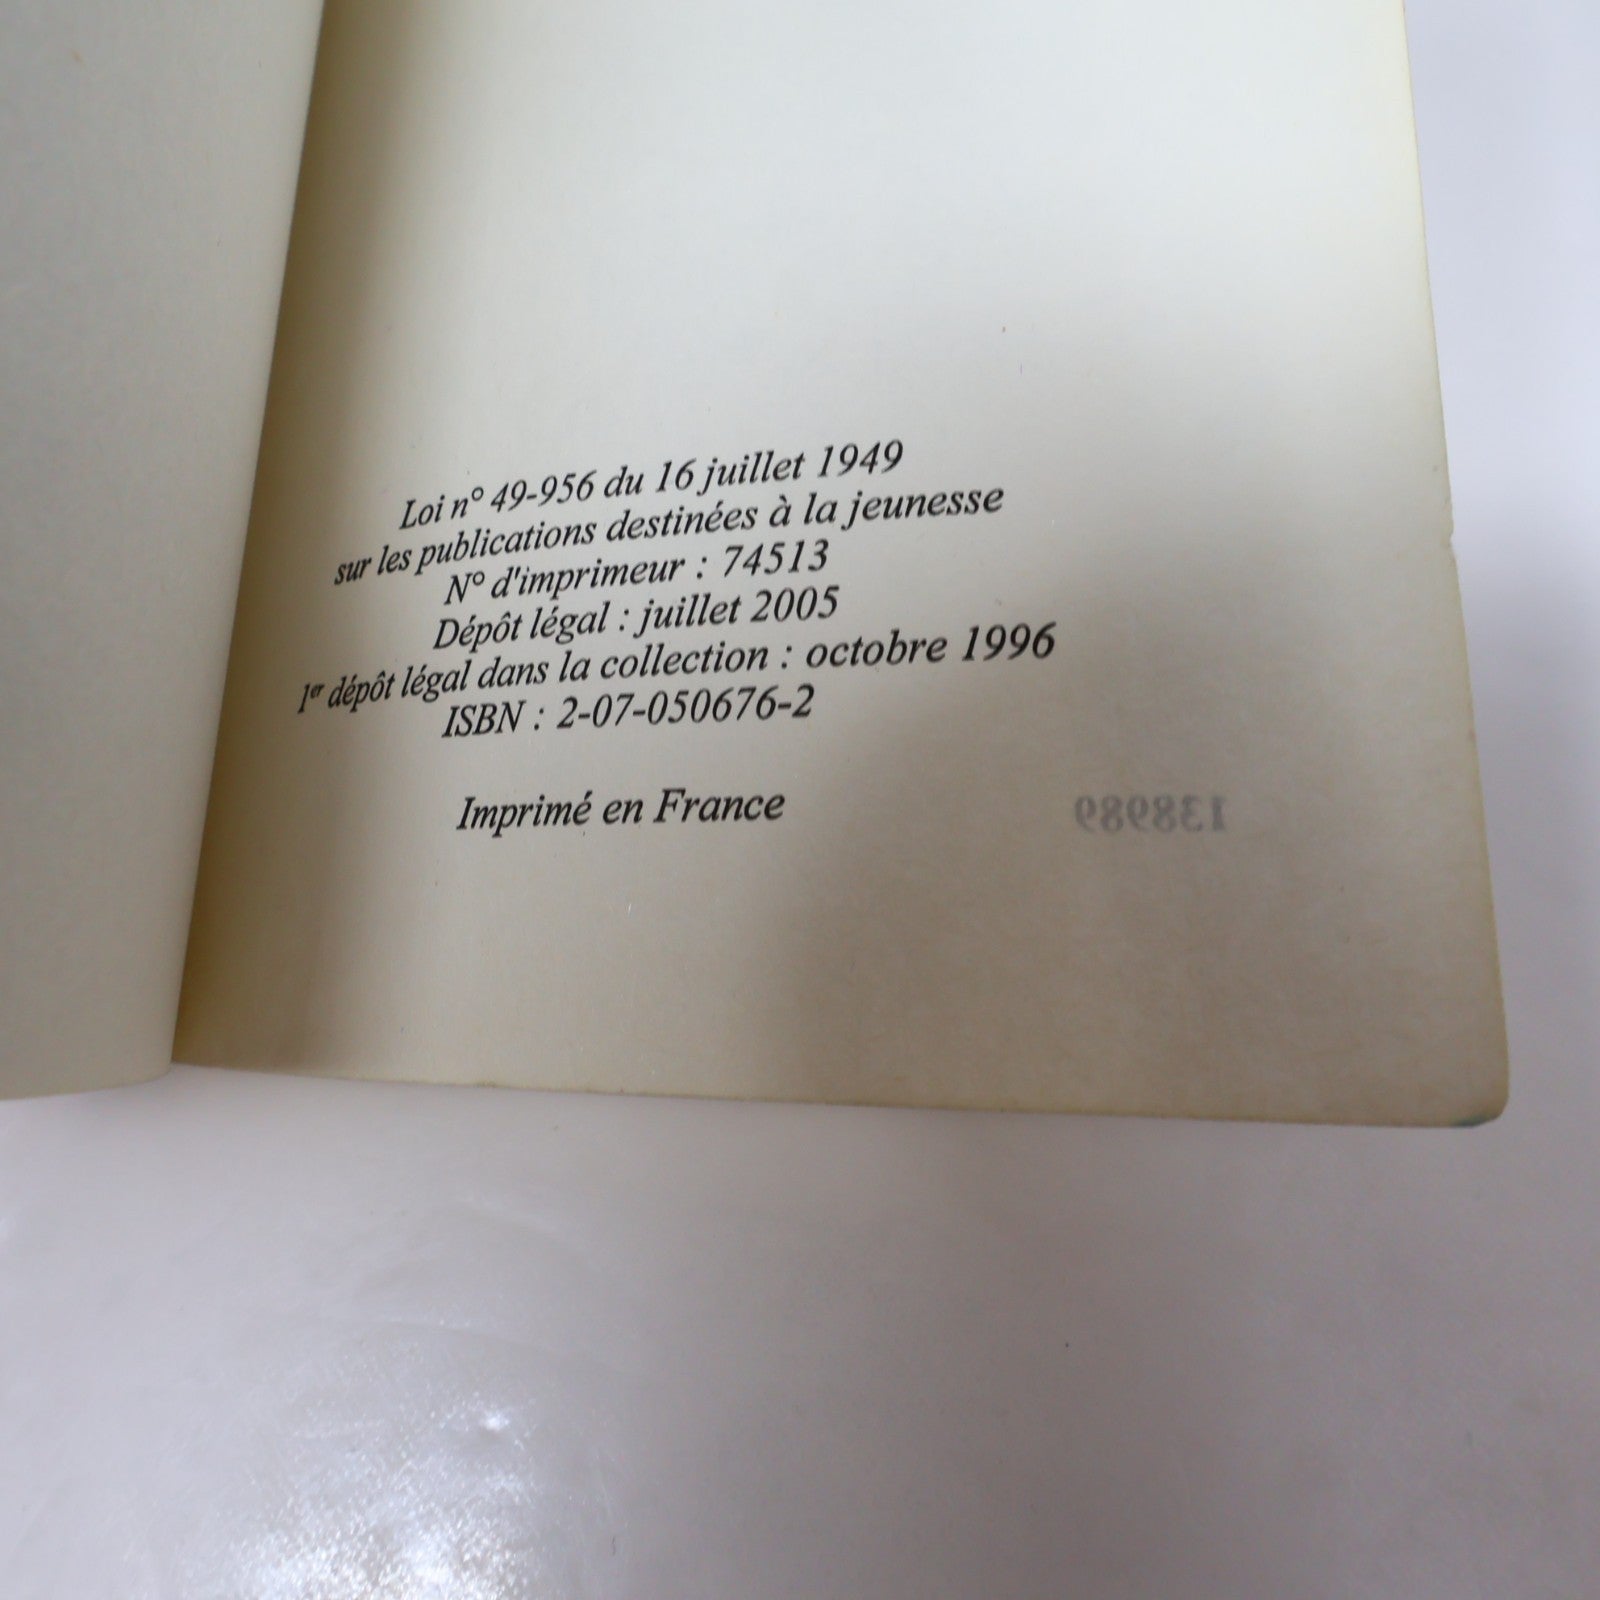 Loi n° 49-956 du 16 juillet 1949
sur les publications destinées à la jeunesse
N° d'imprimeur : 74513
Dépôt légal : juillet 2005
1er dépôt légal dans la collection : octobre 1996
ISBN : 2-07-050676-2
Imprimé en France
138989